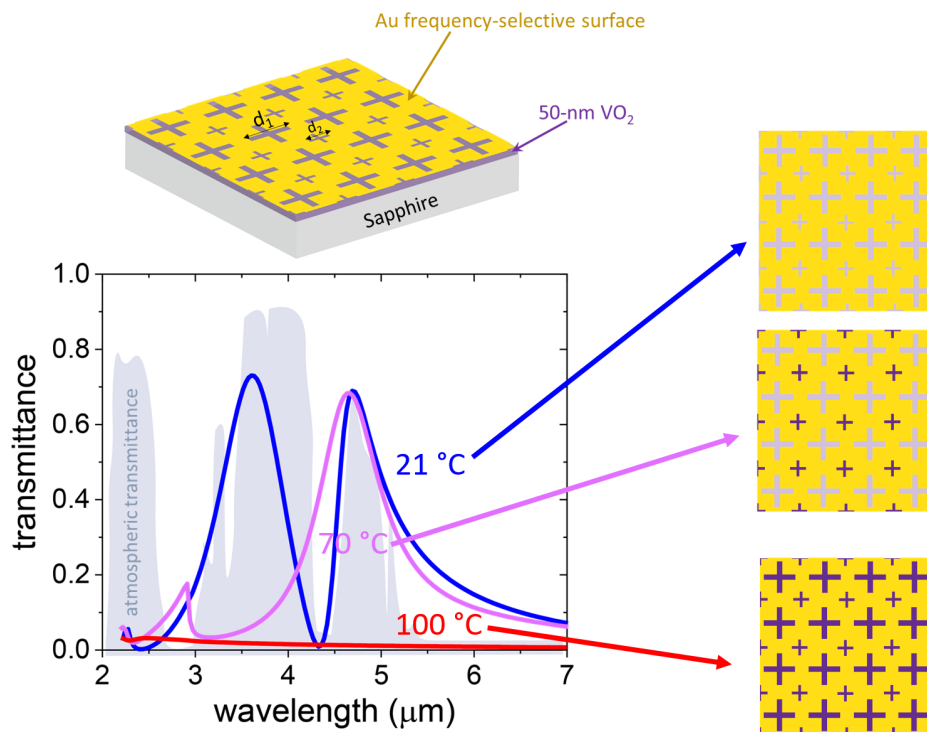 Au frequency-selective surface
d₁
d₂
50-nm VO₂
Sapphire
1.0
0.8
0.6
0.4
0.2
0.0
transmittance
atmospheric transmittance
21 °C
70 °C
100 °C
2
3
4
5
6
7
wavelength (μm)